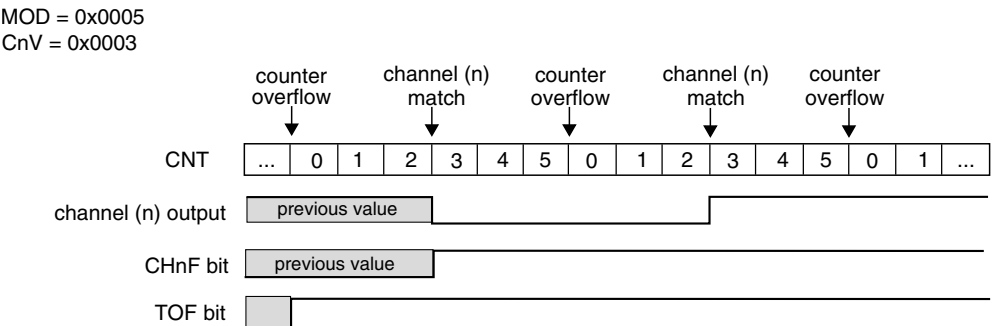 MOD = 0x0005
CnV = 0x0003
counter overflow
channel (n) match
counter overflow
channel (n) match
counter overflow
CNT ... 0 1 2 3 4 5 0 1 2 3 4 5 0 1 ...
channel (n) output previous value
CHnF bit previous value
TOF bit